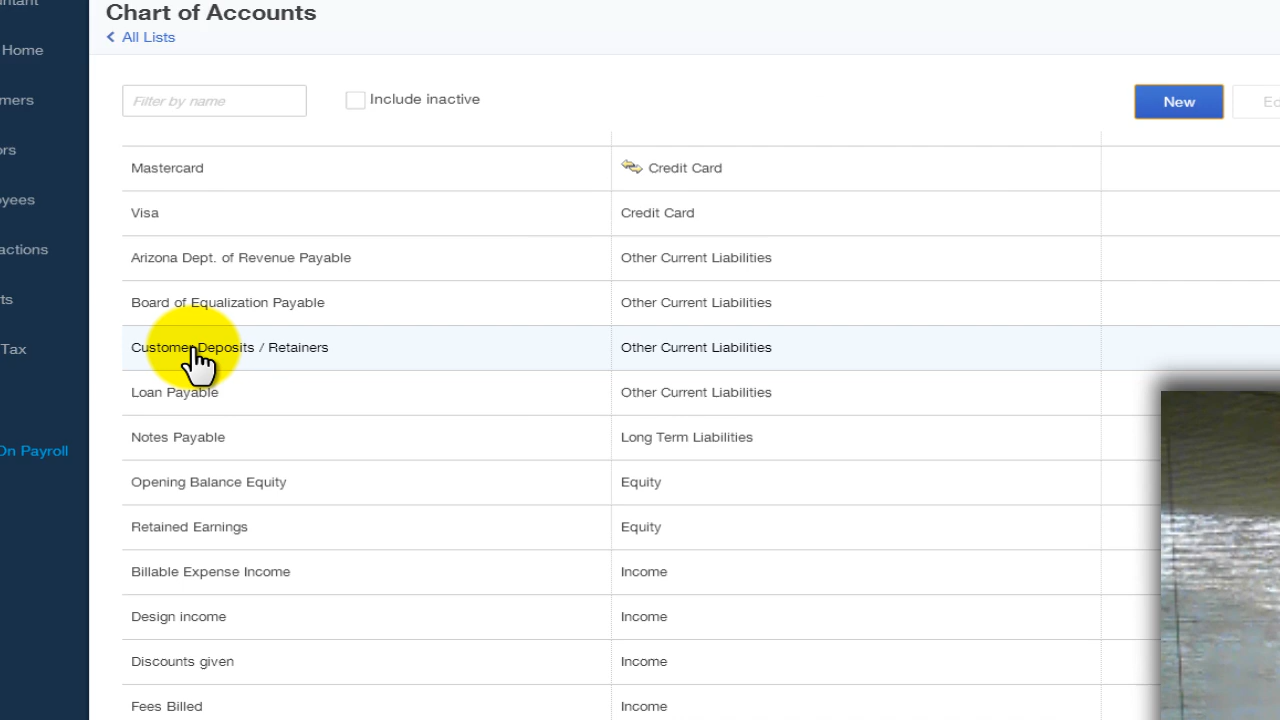 ntant
Home
mers
ors
oyees
actions
ts
Tax
On Payroll
Chart of Accounts
All Lists
Filter by name
Include inactive
New
Ed
Mastercard Credit Card
Visa Credit Card
Arizona Dept. of Revenue Payable Other Current Liabilities
Board of Equalization Payable Other Current Liabilities
Customer Deposits / Retainers Other Current Liabilities
Loan Payable Other Current Liabilities
Notes Payable Long Term Liabilities
Opening Balance Equity Equity
Retained Earnings Equity
Billable Expense Income Income
Design income Income
Discounts given Income
Fees Billed Income